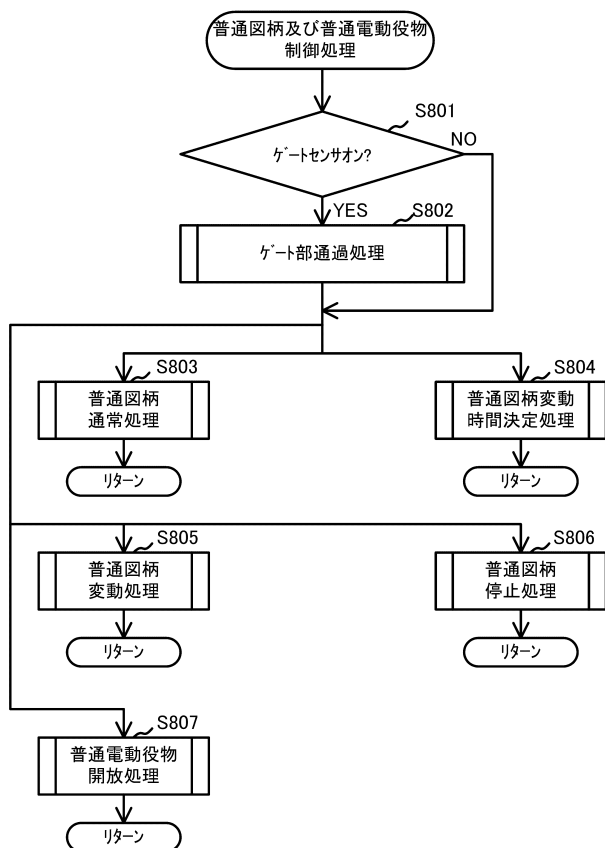 普通図柄及び普通電動役物
制御処理
S801
ｹﾞｰﾄｾﾝｻｵﾝ?
NO
YES
S802
ｹﾞｰﾄ部通過処理
S803
普通図柄
通常処理
ﾘﾀｰﾝ
S804
普通図柄変動
時間決定処理
ﾘﾀｰﾝ
S805
普通図柄
変動処理
ﾘﾀｰﾝ
S806
普通図柄
停止処理
ﾘﾀｰﾝ
S807
普通電動役物
開放処理
ﾘﾀｰﾝ